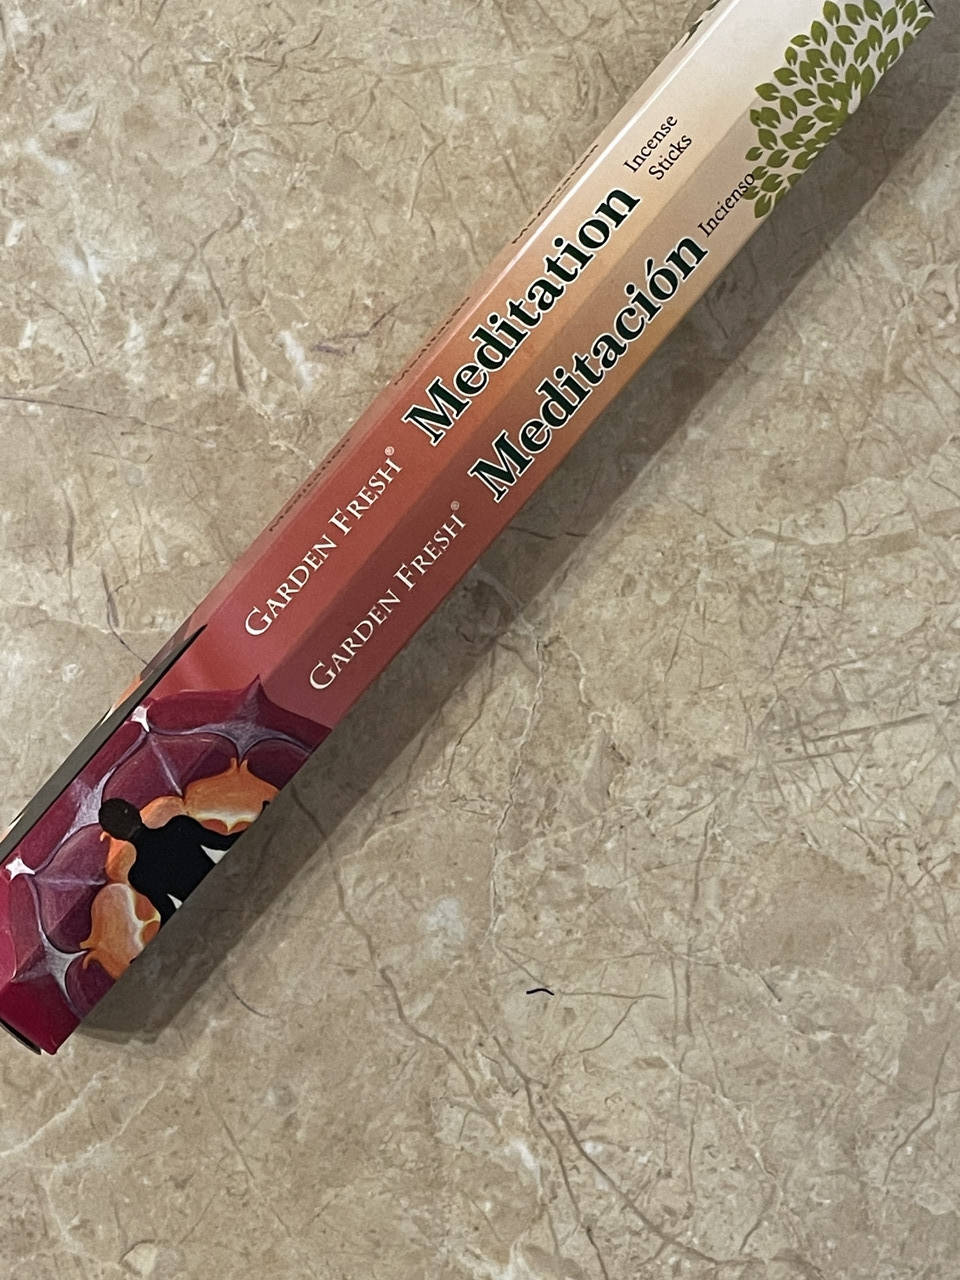 GARDEN FRESH®
Meditation
Incense
Sticks
GARDEN FRESH®
Meditación
Incienso